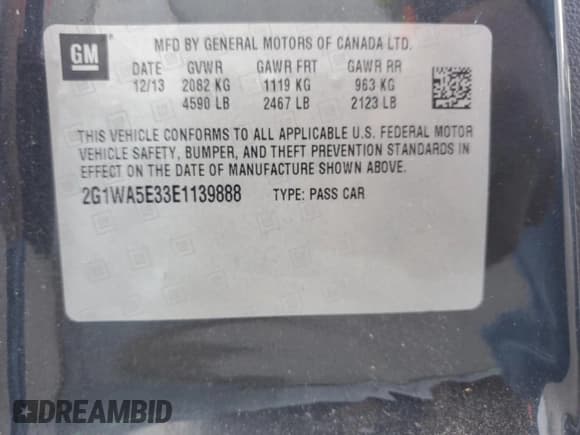 GM
MFD BY GENERAL MOTORS OF CANADA LTD.
DATE GVWR GAWR FRT GAWR RR
12/13 2082 KG 1119 KG 963 KG
4590 LB 2467 LB 2123 LB
THIS VEHICLE CONFORMS TO ALL APPLICABLE U.S. FEDERAL MOTOR
VEHICLE SAFETY, BUMPER, AND THEFT PREVENTION STANDARDS IN
EFFECT ON THE DATE OF MANUFACTURE SHOWN ABOVE.
2G1WA5E33E1139888 TYPE: PASS CAR
DREAMBID